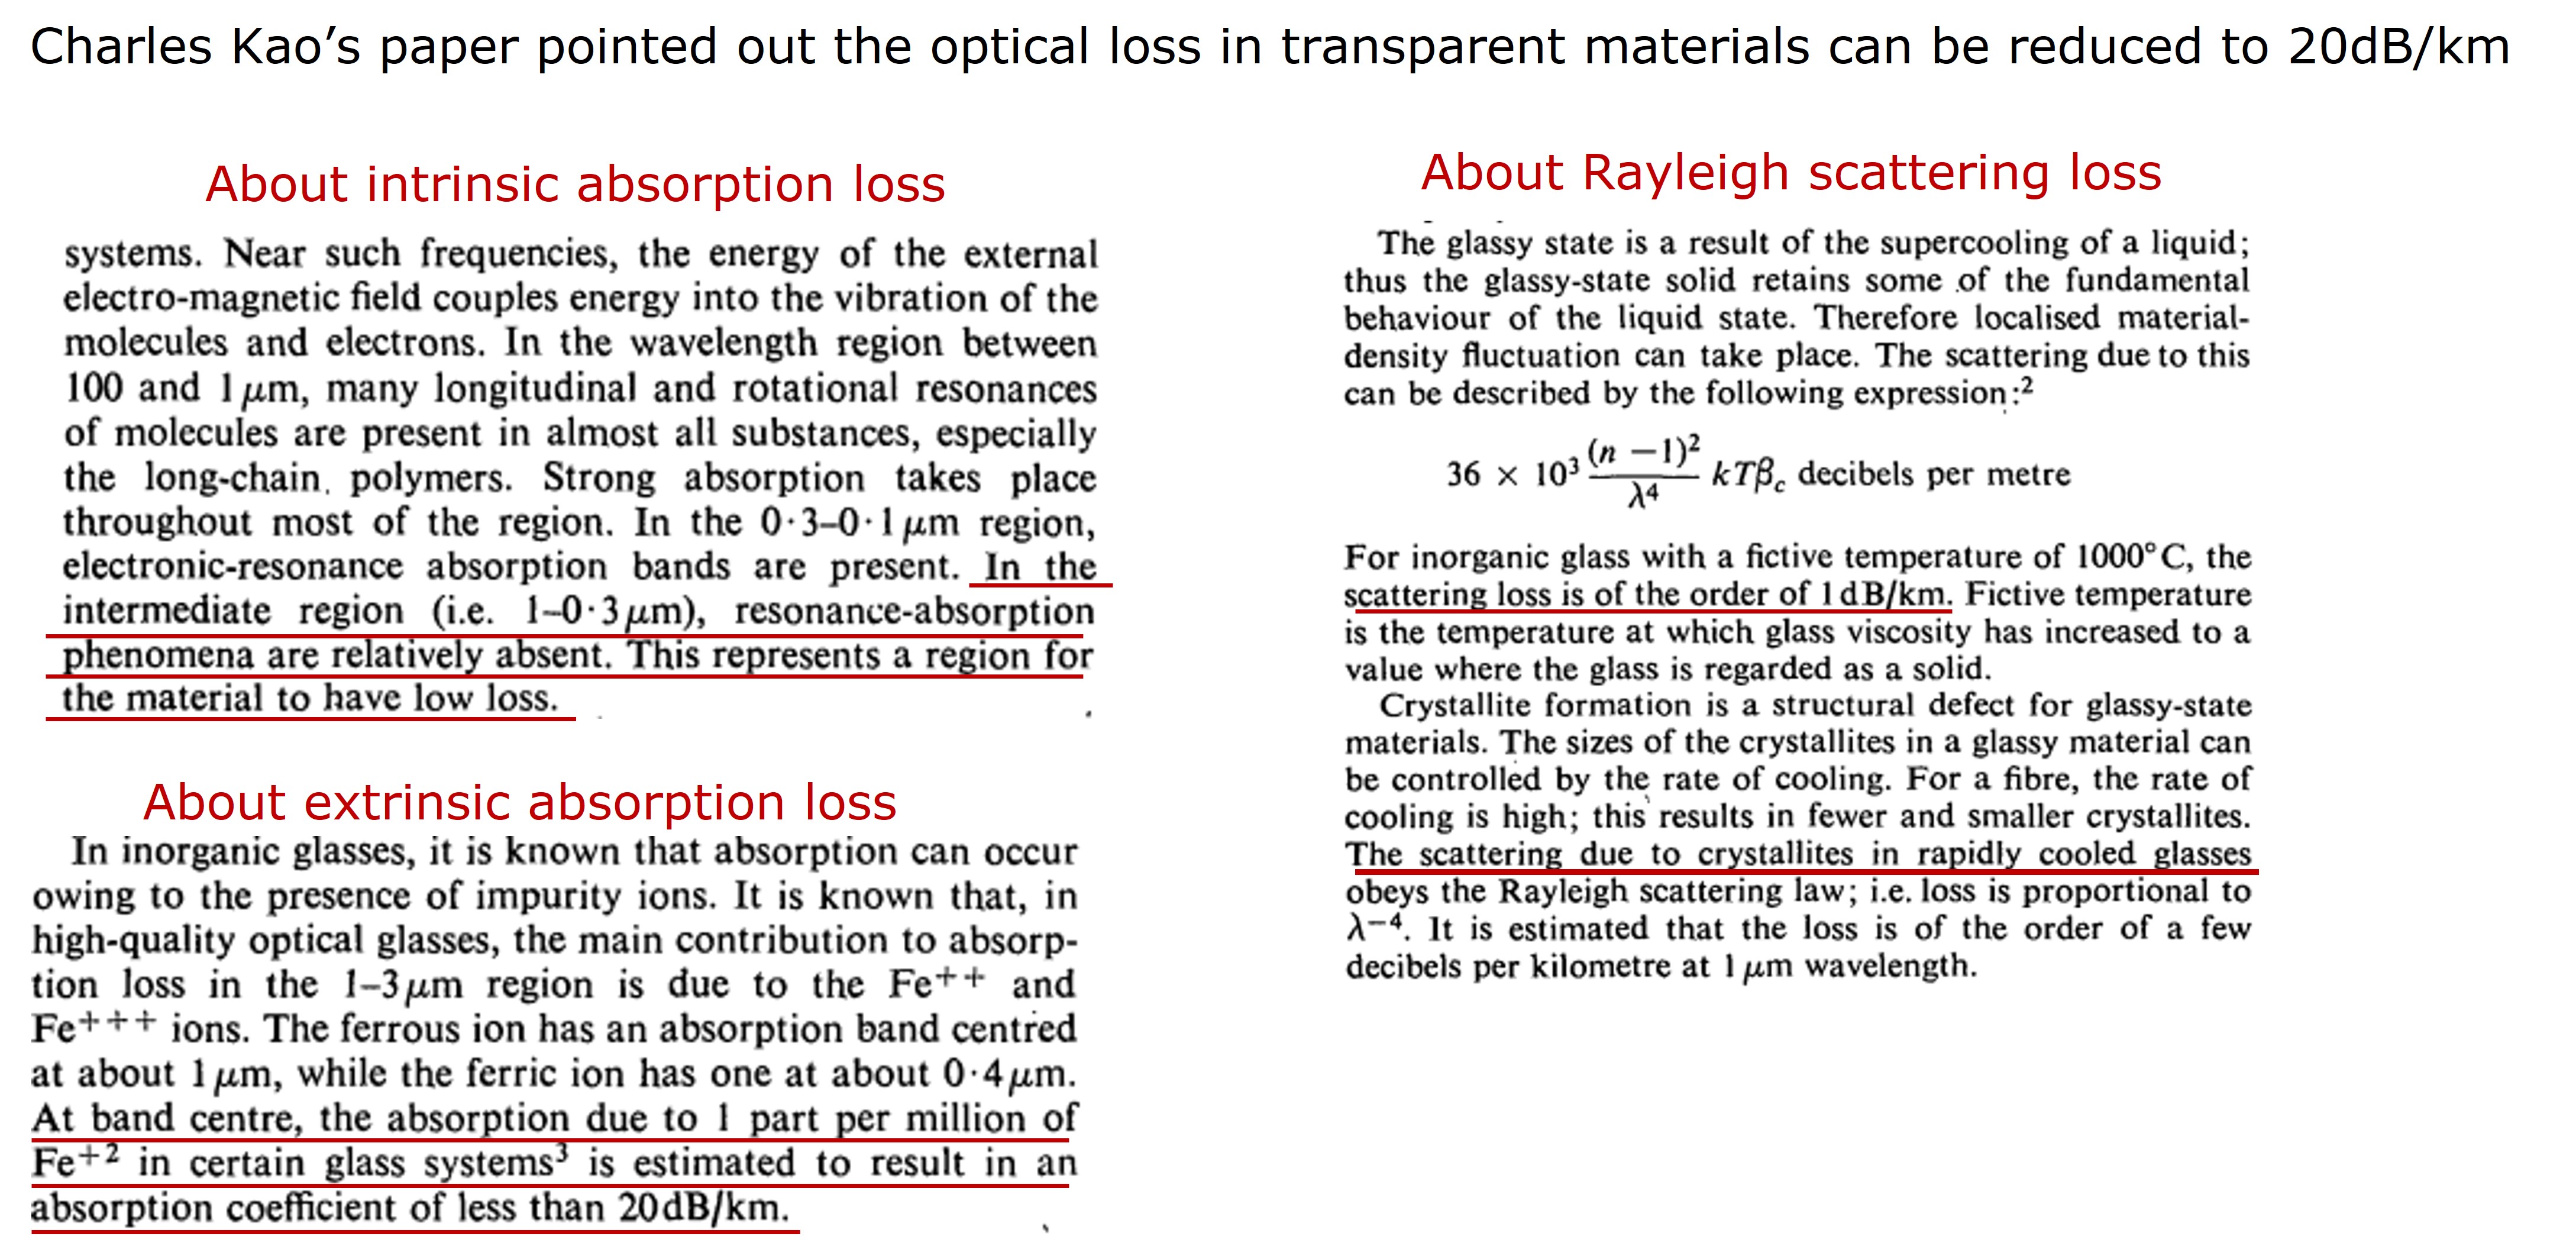 Charles Kao’s paper pointed out the optical loss in transparent materials can be reduced to 20dB/km
About intrinsic absorption loss
systems. Near such frequencies, the energy of the external
electro-magnetic field couples energy into the vibration of the
molecules and electrons. In the wavelength region between
100 and 1 μm, many longitudinal and rotational resonances
of molecules are present in almost all substances, especially
the long-chain polymers. Strong absorption takes place
throughout most of the region. In the 0·3–0·1 μm region,
electronic-resonance absorption bands are present. In the
intermediate region (i.e. 1–0·3 μm), resonance-absorption
phenomena are relatively absent. This represents a region for
the material to have low loss.
About extrinsic absorption loss
In inorganic glasses, it is known that absorption can occur
owing to the presence of impurity ions. It is known that, in
high-quality optical glasses, the main contribution to absorp-
tion loss in the 1–3 μm region is due to the Fe++ and
Fe+++ ions. The ferrous ion has an absorption band centred
at about 1 μm, while the ferric ion has one at about 0·4 μm.
At band centre, the absorption due to 1 part per million of
Fe+2 in certain glass systems³ is estimated to result in an
absorption coefficient of less than 20 dB/km.
About Rayleigh scattering loss
The glassy state is a result of the supercooling of a liquid;
thus the glassy-state solid retains some of the fundamental
behaviour of the liquid state. Therefore localised material-
density fluctuation can take place. The scattering due to this
can be described by the following expression:²
36 × 10³ (n − 1)²/λ⁴ kTβc decibels per metre
For inorganic glass with a fictive temperature of 1000° C, the
scattering loss is of the order of 1 dB/km. Fictive temperature
is the temperature at which glass viscosity has increased to a
value where the glass is regarded as a solid.
Crystallite formation is a structural defect for glassy-state
materials. The sizes of the crystallites in a glassy material can
be controlled by the rate of cooling. For a fibre, the rate of
cooling is high; this results in fewer and smaller crystallites.
The scattering due to crystallites in rapidly cooled glasses
obeys the Rayleigh scattering law; i.e. loss is proportional to
λ−4. It is estimated that the loss is of the order of a few
decibels per kilometre at 1 μm wavelength.